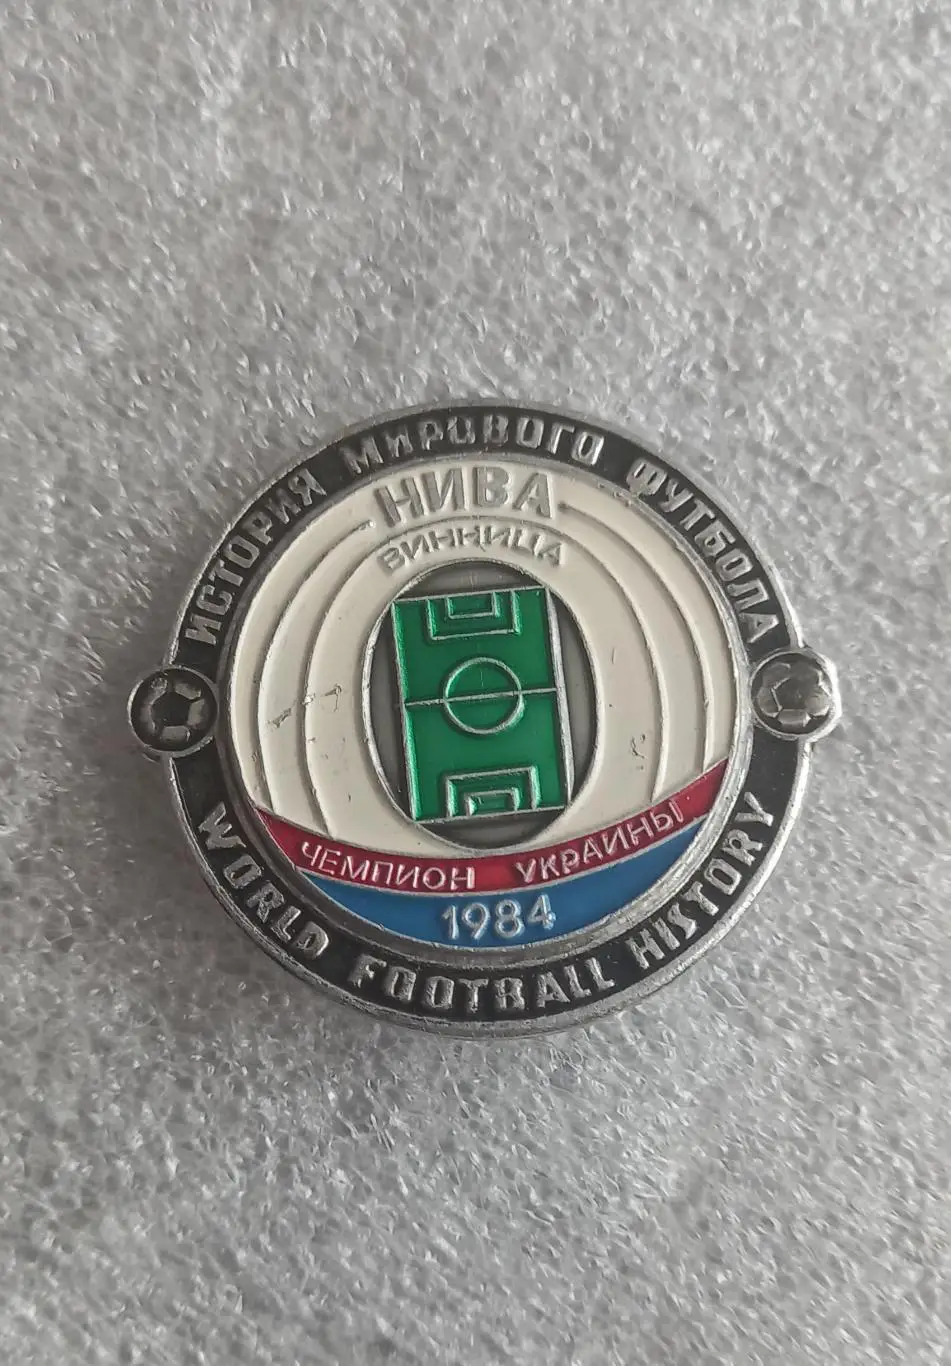 ИСТОРИЯ МИРОВОГО ФУТБОЛА
НИВА
ВИННИЦА
ЧЕМПИОН УКРАИНЫ
1984
WORLD FOOTBALL HISTORY